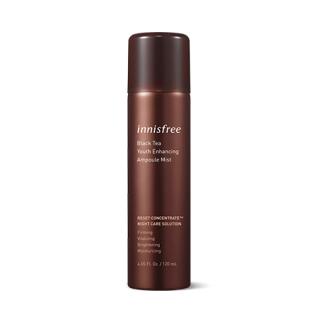 innisfree
Black Tea
Youth Enhancing
Ampoule Mist
RESET CONCENTRATE™
NIGHT CARE SOLUTION
Firming
Vitalizing
Brightening
Moisturizing
4.05 Fl. Oz. / 120 mL